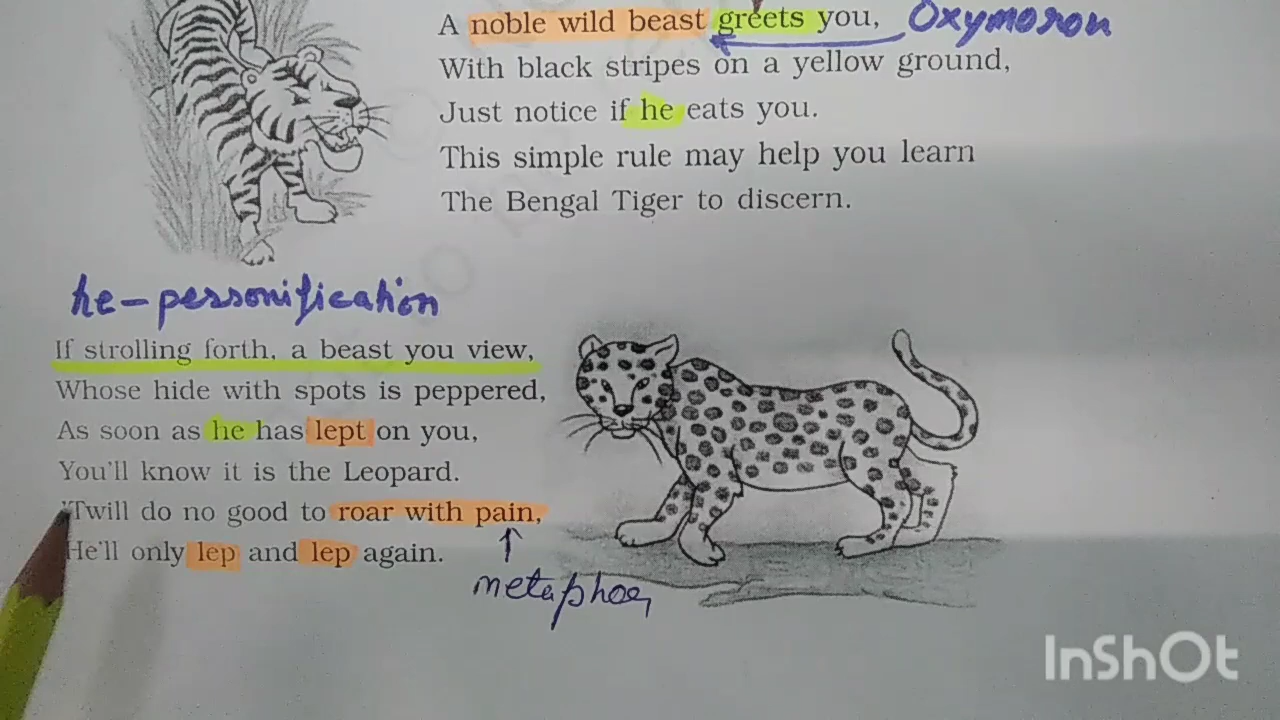 A noble wild beast greets you, Oxymoron
With black stripes on a yellow ground,
Just notice if he eats you.
This simple rule may help you learn
The Bengal Tiger to discern.
he - personification
If strolling forth, a beast you view,
Whose hide with spots is peppered,
As soon as he has lept on you,
You'll know it is the Leopard.
'Twill do no good to roar with pain,
He'll only lep and lep again.
metaphor
InShOt